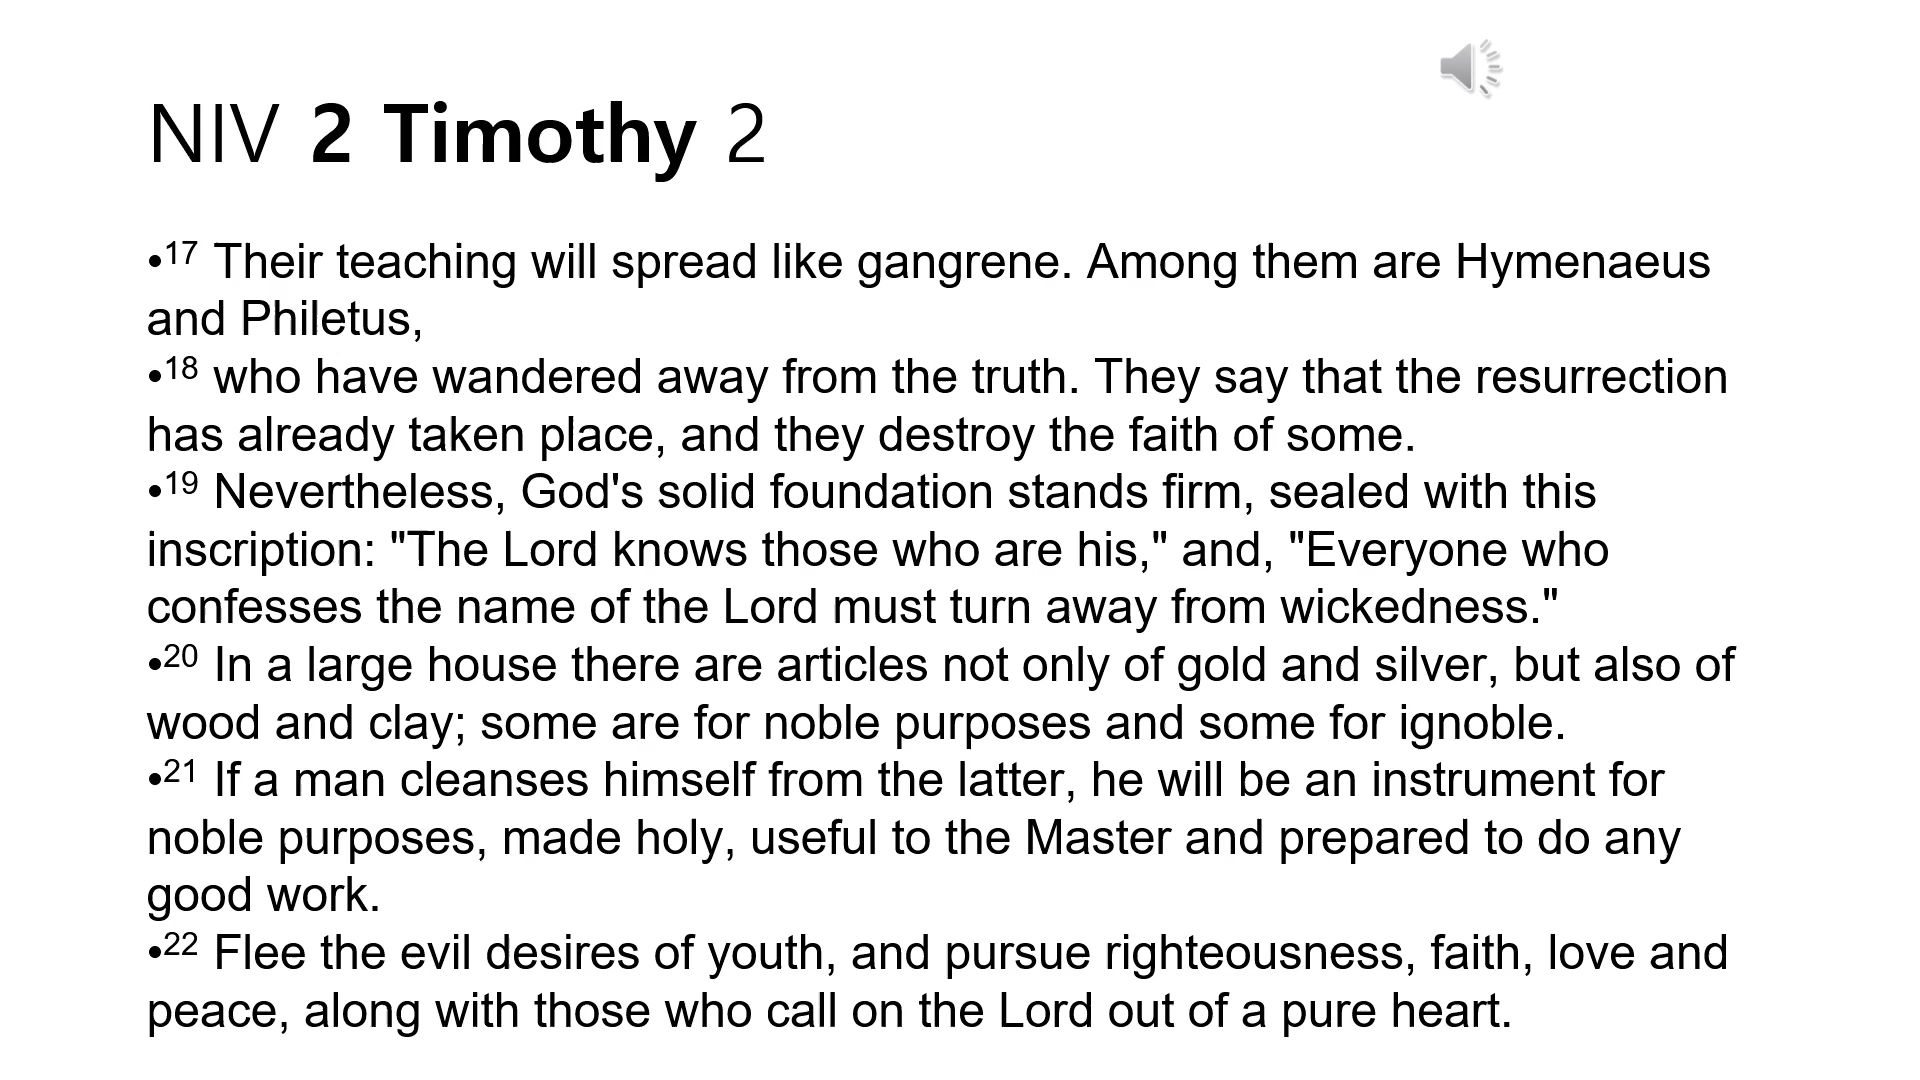 NIV 2 Timothy 2
•17 Their teaching will spread like gangrene. Among them are Hymenaeus
and Philetus,
•18 who have wandered away from the truth. They say that the resurrection
has already taken place, and they destroy the faith of some.
•19 Nevertheless, God's solid foundation stands firm, sealed with this
inscription: "The Lord knows those who are his," and, "Everyone who
confesses the name of the Lord must turn away from wickedness."
•20 In a large house there are articles not only of gold and silver, but also of
wood and clay; some are for noble purposes and some for ignoble.
•21 If a man cleanses himself from the latter, he will be an instrument for
noble purposes, made holy, useful to the Master and prepared to do any
good work.
•22 Flee the evil desires of youth, and pursue righteousness, faith, love and
peace, along with those who call on the Lord out of a pure heart.